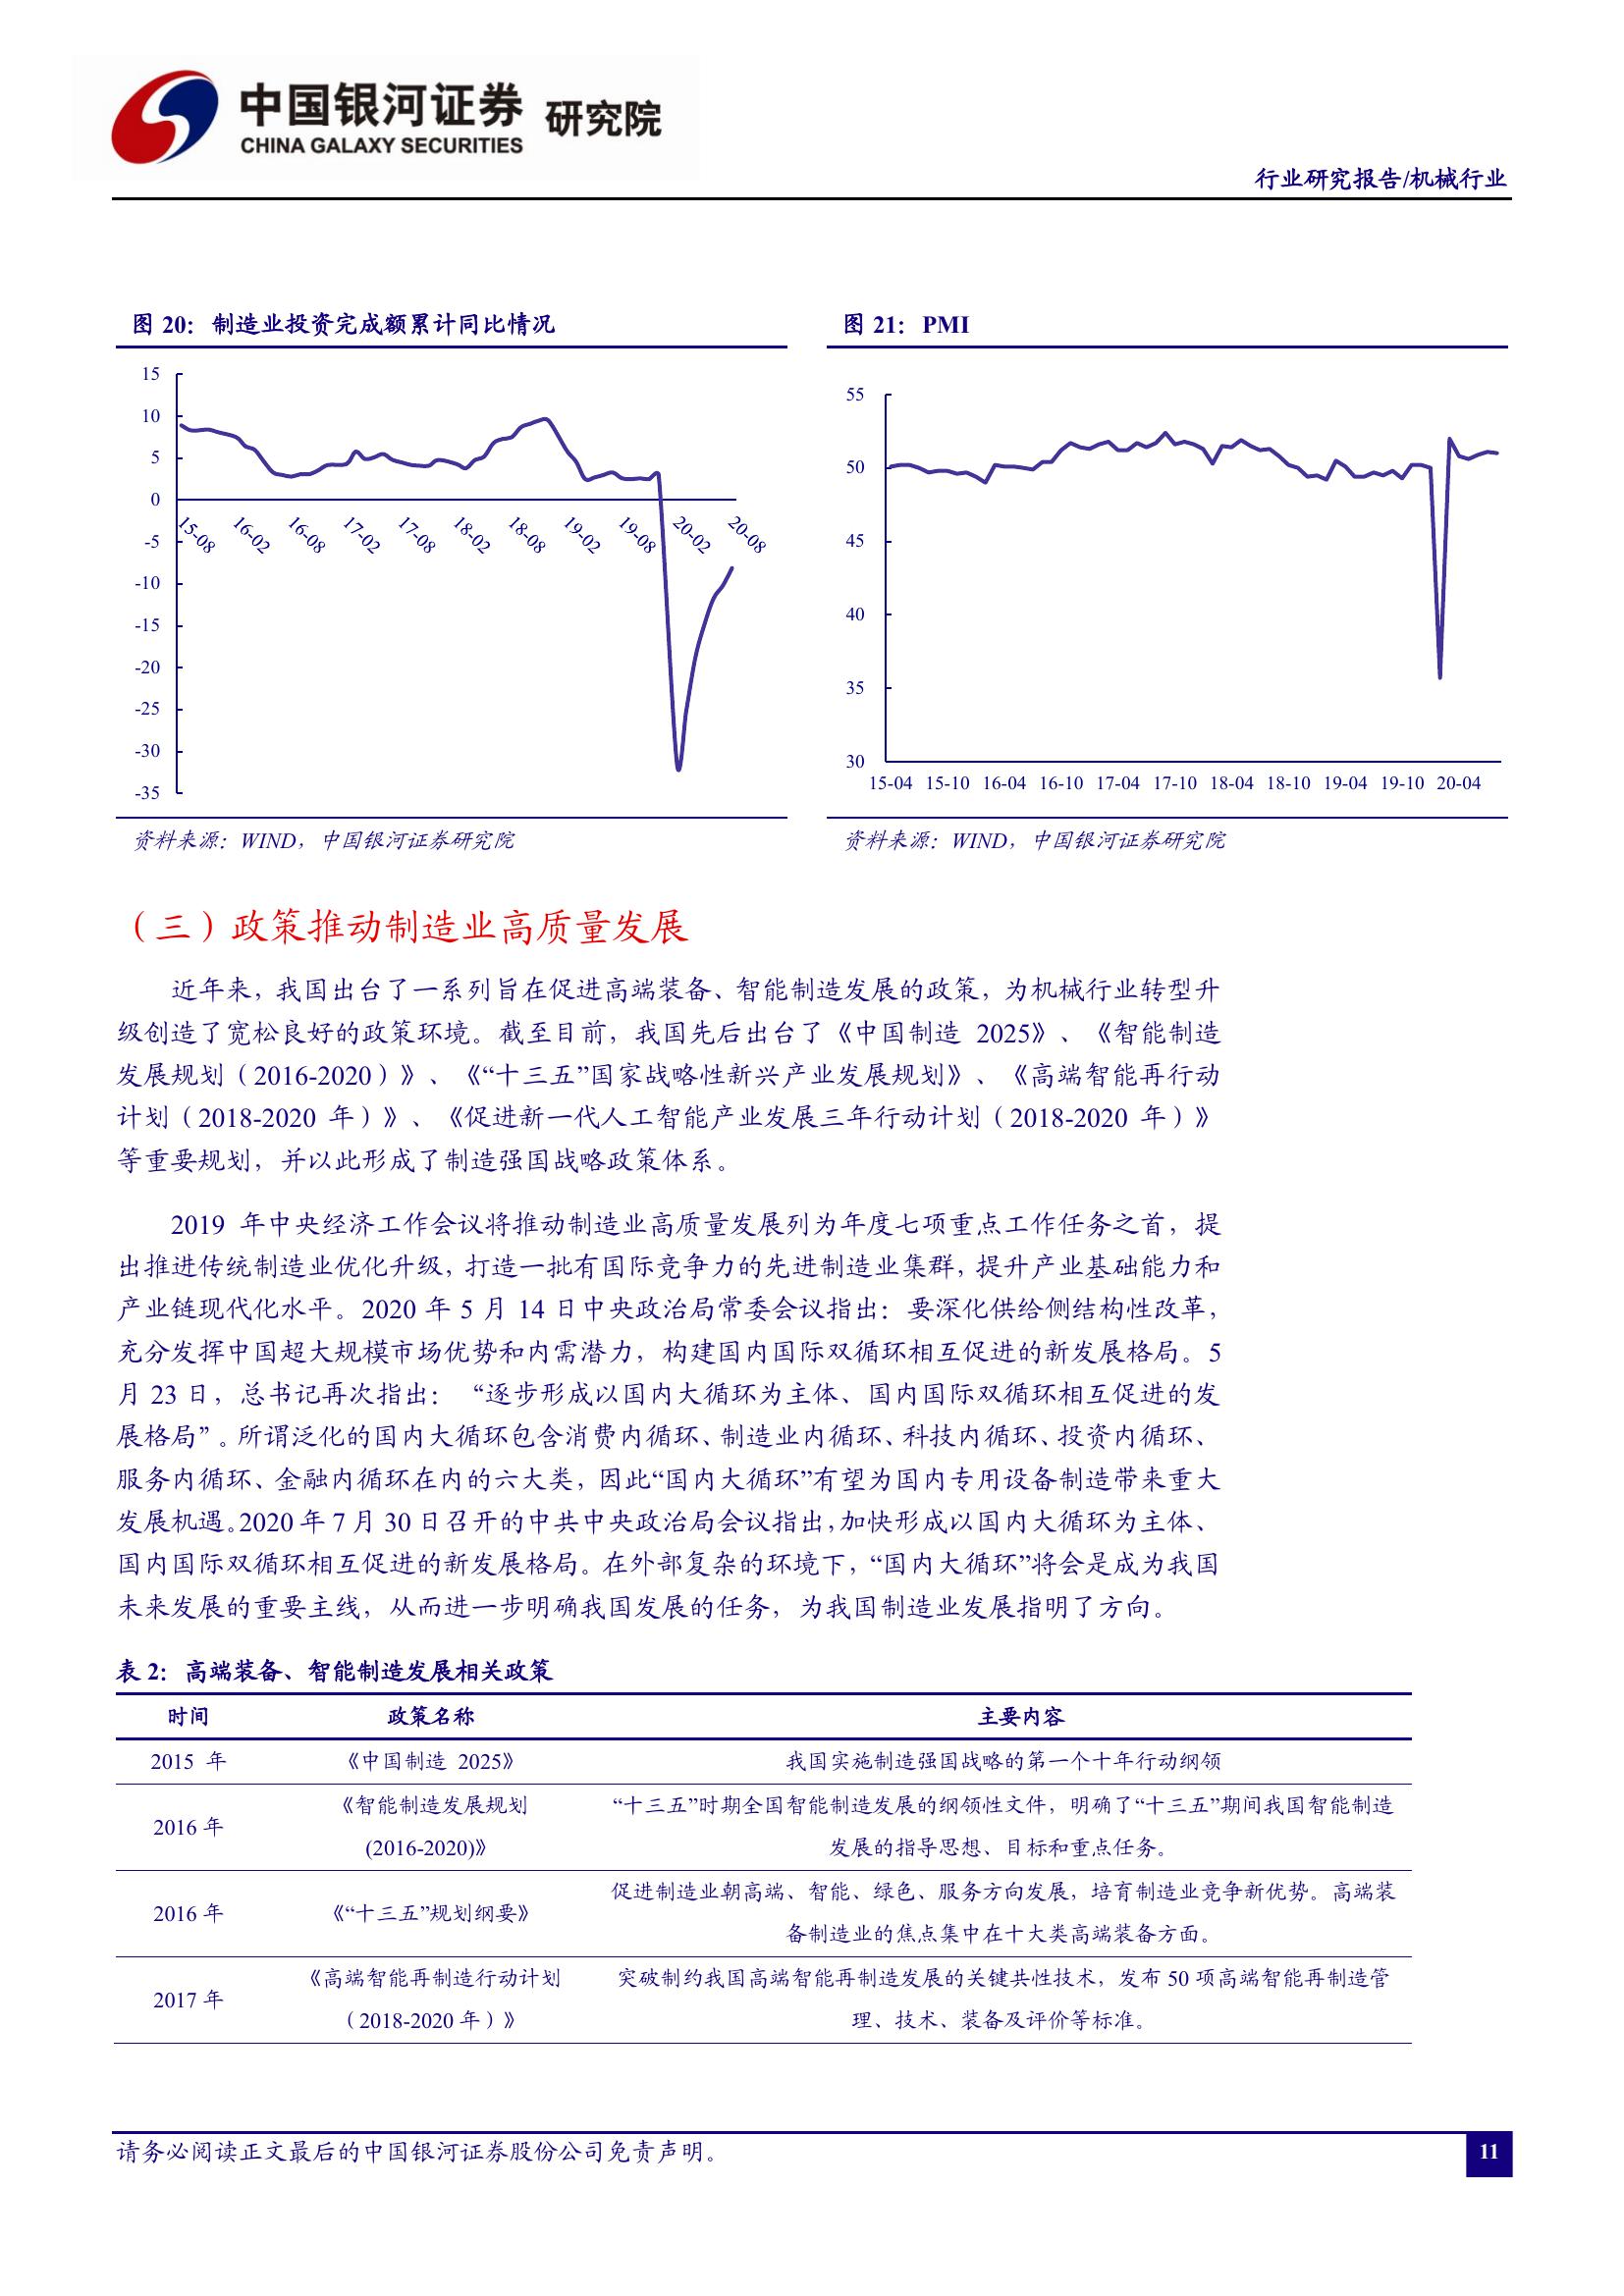 中国银河证券 研究院
CHINA GALAXY SECURITIES
行业研究报告/机械行业
图 20：制造业投资完成额累计同比情况
15
10
5
0
-5
-10
-15
-20
-25
-30
-35
15-08 16-02 16-08 17-02 17-08 18-02 18-08 19-02 19-08 20-02 20-08
资料来源：WIND，中国银河证券研究院
图 21：PMI
55
50
45
40
35
30
15-04 15-10 16-04 16-10 17-04 17-10 18-04 18-10 19-04 19-10 20-04
资料来源：WIND，中国银河证券研究院
（三）政策推动制造业高质量发展
近年来，我国出台了一系列旨在促进高端装备、智能制造发展的政策，为机械行业转型升
级创造了宽松良好的政策环境。截至目前，我国先后出台了《中国制造 2025》、《智能制造
发展规划（2016-2020）》、《“十三五”国家战略性新兴产业发展规划》、《高端智能再行动
计划（2018-2020 年）》、《促进新一代人工智能产业发展三年行动计划（2018-2020 年）》
等重要规划，并以此形成了制造强国战略政策体系。
2019 年中央经济工作会议将推动制造业高质量发展列为年度七项重点工作任务之首，提
出推进传统制造业优化升级，打造一批有国际竞争力的先进制造业集群，提升产业基础能力和
产业链现代化水平。2020 年 5 月 14 日中央政治局常委会议指出：要深化供给侧结构性改革，
充分发挥中国超大规模市场优势和内需潜力，构建国内国际双循环相互促进的新发展格局。5
月 23 日，总书记再次指出：“逐步形成以国内大循环为主体、国内国际双循环相互促进的发
展格局”。所谓泛化的国内大循环包含消费内循环、制造业内循环、科技内循环、投资内循环、
服务内循环、金融内循环在内的六大类，因此“国内大循环”有望为国内专用设备制造带来重大
发展机遇。2020 年 7 月 30 日召开的中共中央政治局会议指出，加快形成以国内大循环为主体、
国内国际双循环相互促进的新发展格局。在外部复杂的环境下，“国内大循环”将会是成为我国
未来发展的重要主线，从而进一步明确我国发展的任务，为我国制造业发展指明了方向。
表 2：高端装备、智能制造发展相关政策
时间 政策名称 主要内容
2015 年 《中国制造 2025》 我国实施制造强国战略的第一个十年行动纲领
2016 年 《智能制造发展规划
(2016-2020)》
“十三五”时期全国智能制造发展的纲领性文件，明确了“十三五”期间我国智能制造
发展的指导思想、目标和重点任务。
2016 年 《“十三五”规划纲要》
促进制造业朝高端、智能、绿色、服务方向发展，培育制造业竞争新优势。高端装
备制造业的焦点集中在十大类高端装备方面。
2017 年 《高端智能再制造行动计划
（2018-2020 年）》
突破制约我国高端智能再制造发展的关键共性技术，发布 50 项高端智能再制造管
理、技术、装备及评价等标准。
请务必阅读正文最后的中国银河证券股份公司免责声明。
11